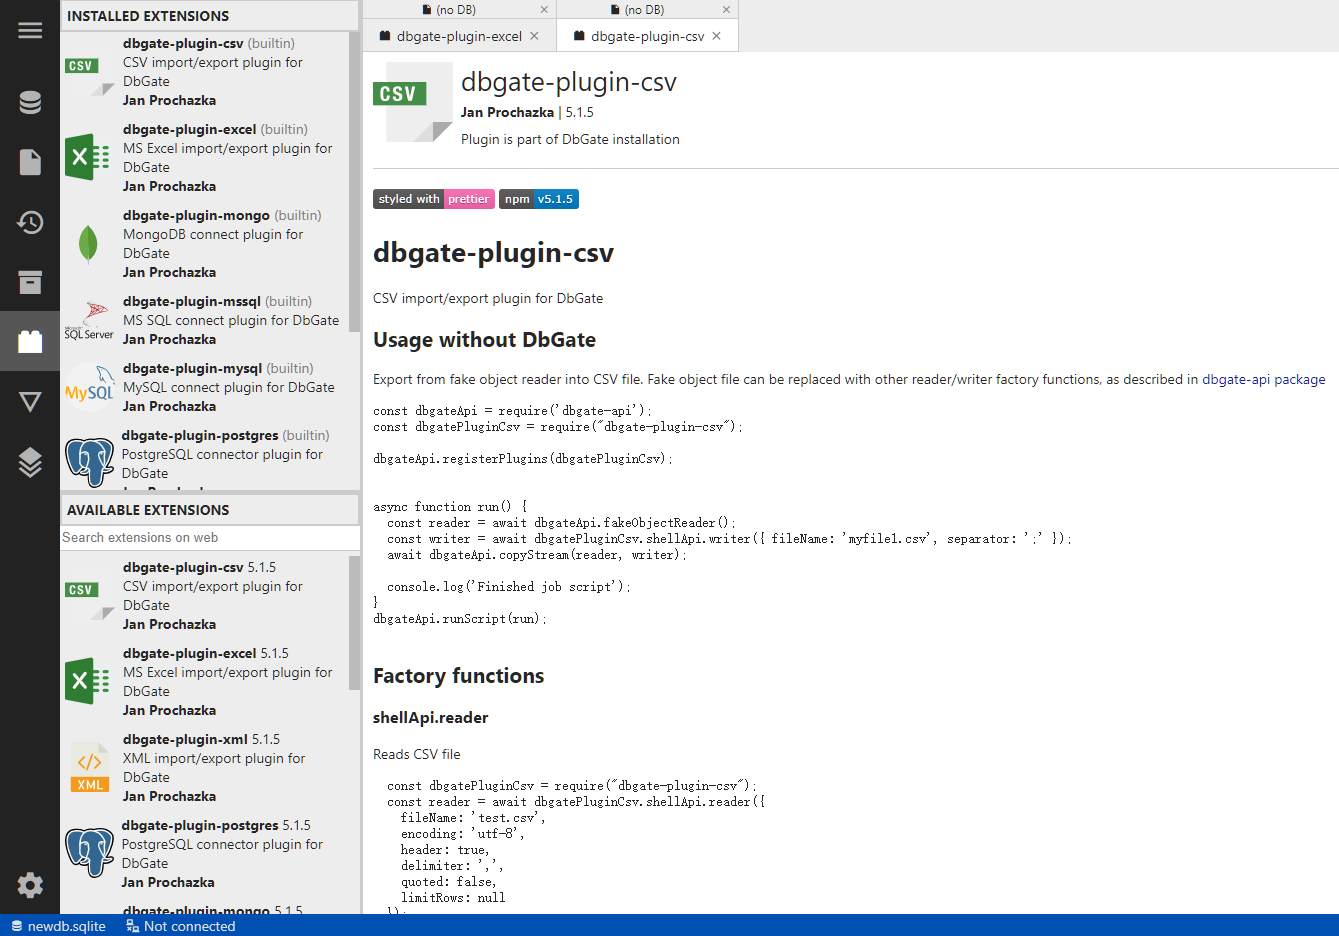 INSTALLED EXTENSIONS
CSV
dbgate-plugin-csv (builtin)
CSV import/export plugin for
DbGate
Jan Prochazka
dbgate-plugin-excel (builtin)
MS Excel import/export plugin for
DbGate
Jan Prochazka
dbgate-plugin-mongo (builtin)
MongoDB connect plugin for
DbGate
Jan Prochazka
Microsoft
SQL Server
dbgate-plugin-mssql (builtin)
MS SQL connect plugin for DbGate
Jan Prochazka
MySQL
dbgate-plugin-mysql (builtin)
MySQL connect plugin for DbGate
Jan Prochazka
dbgate-plugin-postgres (builtin)
PostgreSQL connector plugin for
DbGate
Jan Prochazka
AVAILABLE EXTENSIONS
Search extensions on web
CSV
dbgate-plugin-csv 5.1.5
CSV import/export plugin for
DbGate
Jan Prochazka
dbgate-plugin-excel 5.1.5
MS Excel import/export plugin for
DbGate
Jan Prochazka
XML
dbgate-plugin-xml 5.1.5
XML import/export plugin for
DbGate
Jan Prochazka
dbgate-plugin-postgres 5.1.5
PostgreSQL connector plugin for
DbGate
Jan Prochazka
dbgate-plugin-mongo 5.1.5
(no DB)
(no DB)
dbgate-plugin-excel
dbgate-plugin-csv
CSV
dbgate-plugin-csv
Jan Prochazka | 5.1.5
Plugin is part of DbGate installation
styled with prettier npm v5.1.5
dbgate-plugin-csv
CSV import/export plugin for DbGate
Usage without DbGate
Export from fake object reader into CSV file. Fake object file can be replaced with other reader/writer factory functions, as described in dbgate-api package
const dbgateApi = require('dbgate-api');
const dbgatePluginCsv = require("dbgate-plugin-csv");
dbgateApi.registerPlugins(dbgatePluginCsv);
async function run() {
  const reader = await dbgateApi.fakeObjectReader();
  const writer = await dbgatePluginCsv.shellApi.writer({ fileName: 'myfile1.csv', separator: ';' });
  await dbgateApi.copyStream(reader, writer);
  console.log('Finished job script');
}
dbgateApi.runScript(run);
Factory functions
shellApi.reader
Reads CSV file
  const dbgatePluginCsv = require("dbgate-plugin-csv");
  const reader = await dbgatePluginCsv.shellApi.reader({
    fileName: 'test.csv',
    encoding: 'utf-8',
    header: true,
    delimiter: ',',
    quoted: false,
    limitRows: null
  });
newdb.sqlite
Not connected